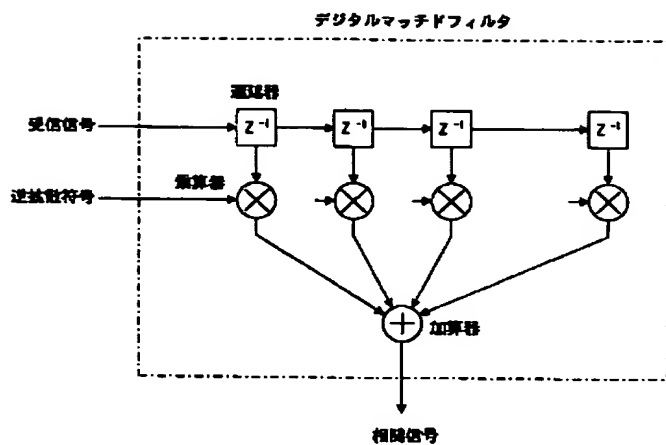 デジタルマッチドフィルタ
遅延器
受信信号
Z⁻¹ Z⁻¹ Z⁻¹ Z⁻¹
乗算器
逆拡散符号
加算器
相関信号